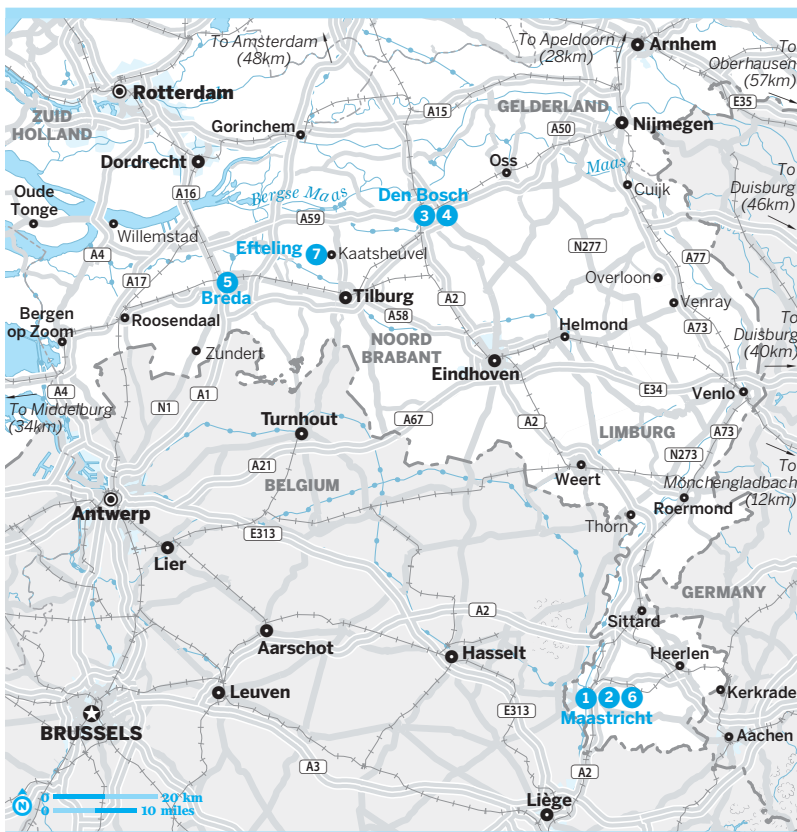 To Amsterdam
(48km)
To Apeldoorn
(28km)
Arnhem
To
Oberhausen
(57km)
Rotterdam
E35
ZUID
HOLLAND
A15
GELDERLAND
Gorinchem
A50
Nijmegen
Dordrecht
Oss
Maas
To
Duisburg
(46km)
Oude
Tonge
A16
Bergse Maas
Den Bosch
3 4
Cuijk
A59
Willemstad
Efteling
7
Kaatsheuvel
N277
A4
A77
A17
5
Breda
Overloon
Tilburg
A2
Venray
Bergen
op Zoom
Roosendaal
A58
Helmond
A73
To
Duisburg
(40km)
Zundert
NOORD
BRABANT
Eindhoven
A4
A1
E34
Venlo
N1
To Middelburg
(34km)
Turnhout
A67
A2
LIMBURG
A73
A21
N273
BELGIUM
Weert
To
Mönchengladbach
(12km)
Antwerp
Thorn
Roermond
E313
Lier
GERMANY
A2
Sittard
Aarschot
Hasselt
Heerlen
Leuven
1 2 6
Maastricht
Kerkrade
E313
BRUSSELS
Aachen
A3
A2
N
0 20 km
0 10 miles
Liège